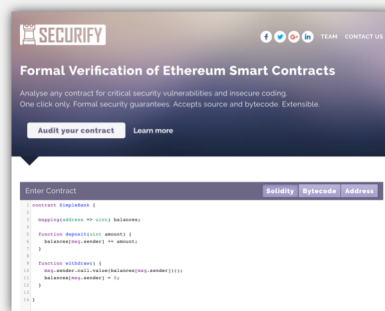 SECURIFY
f G+ in TEAM CONTACT US
Formal Verification of Ethereum Smart Contracts
Analyse any contract for critical security vulnerabilities and insecure coding.
One click only. Formal security guarantees. Accepts source and bytecode. Extensible.
Audit your contract Learn more
Enter Contract Solidity Bytecode Address
1 contract SimpleBank {
2
3 mapping(address => uint) balances;
4
5 function deposit(uint amount) {
6 balances[msg.sender] += amount;
7 }
8
9 function withdraw() {
10 msg.sender.call.value(balances[msg.sender])();
11 balances[msg.sender] = 0;
12 }
13
14 }